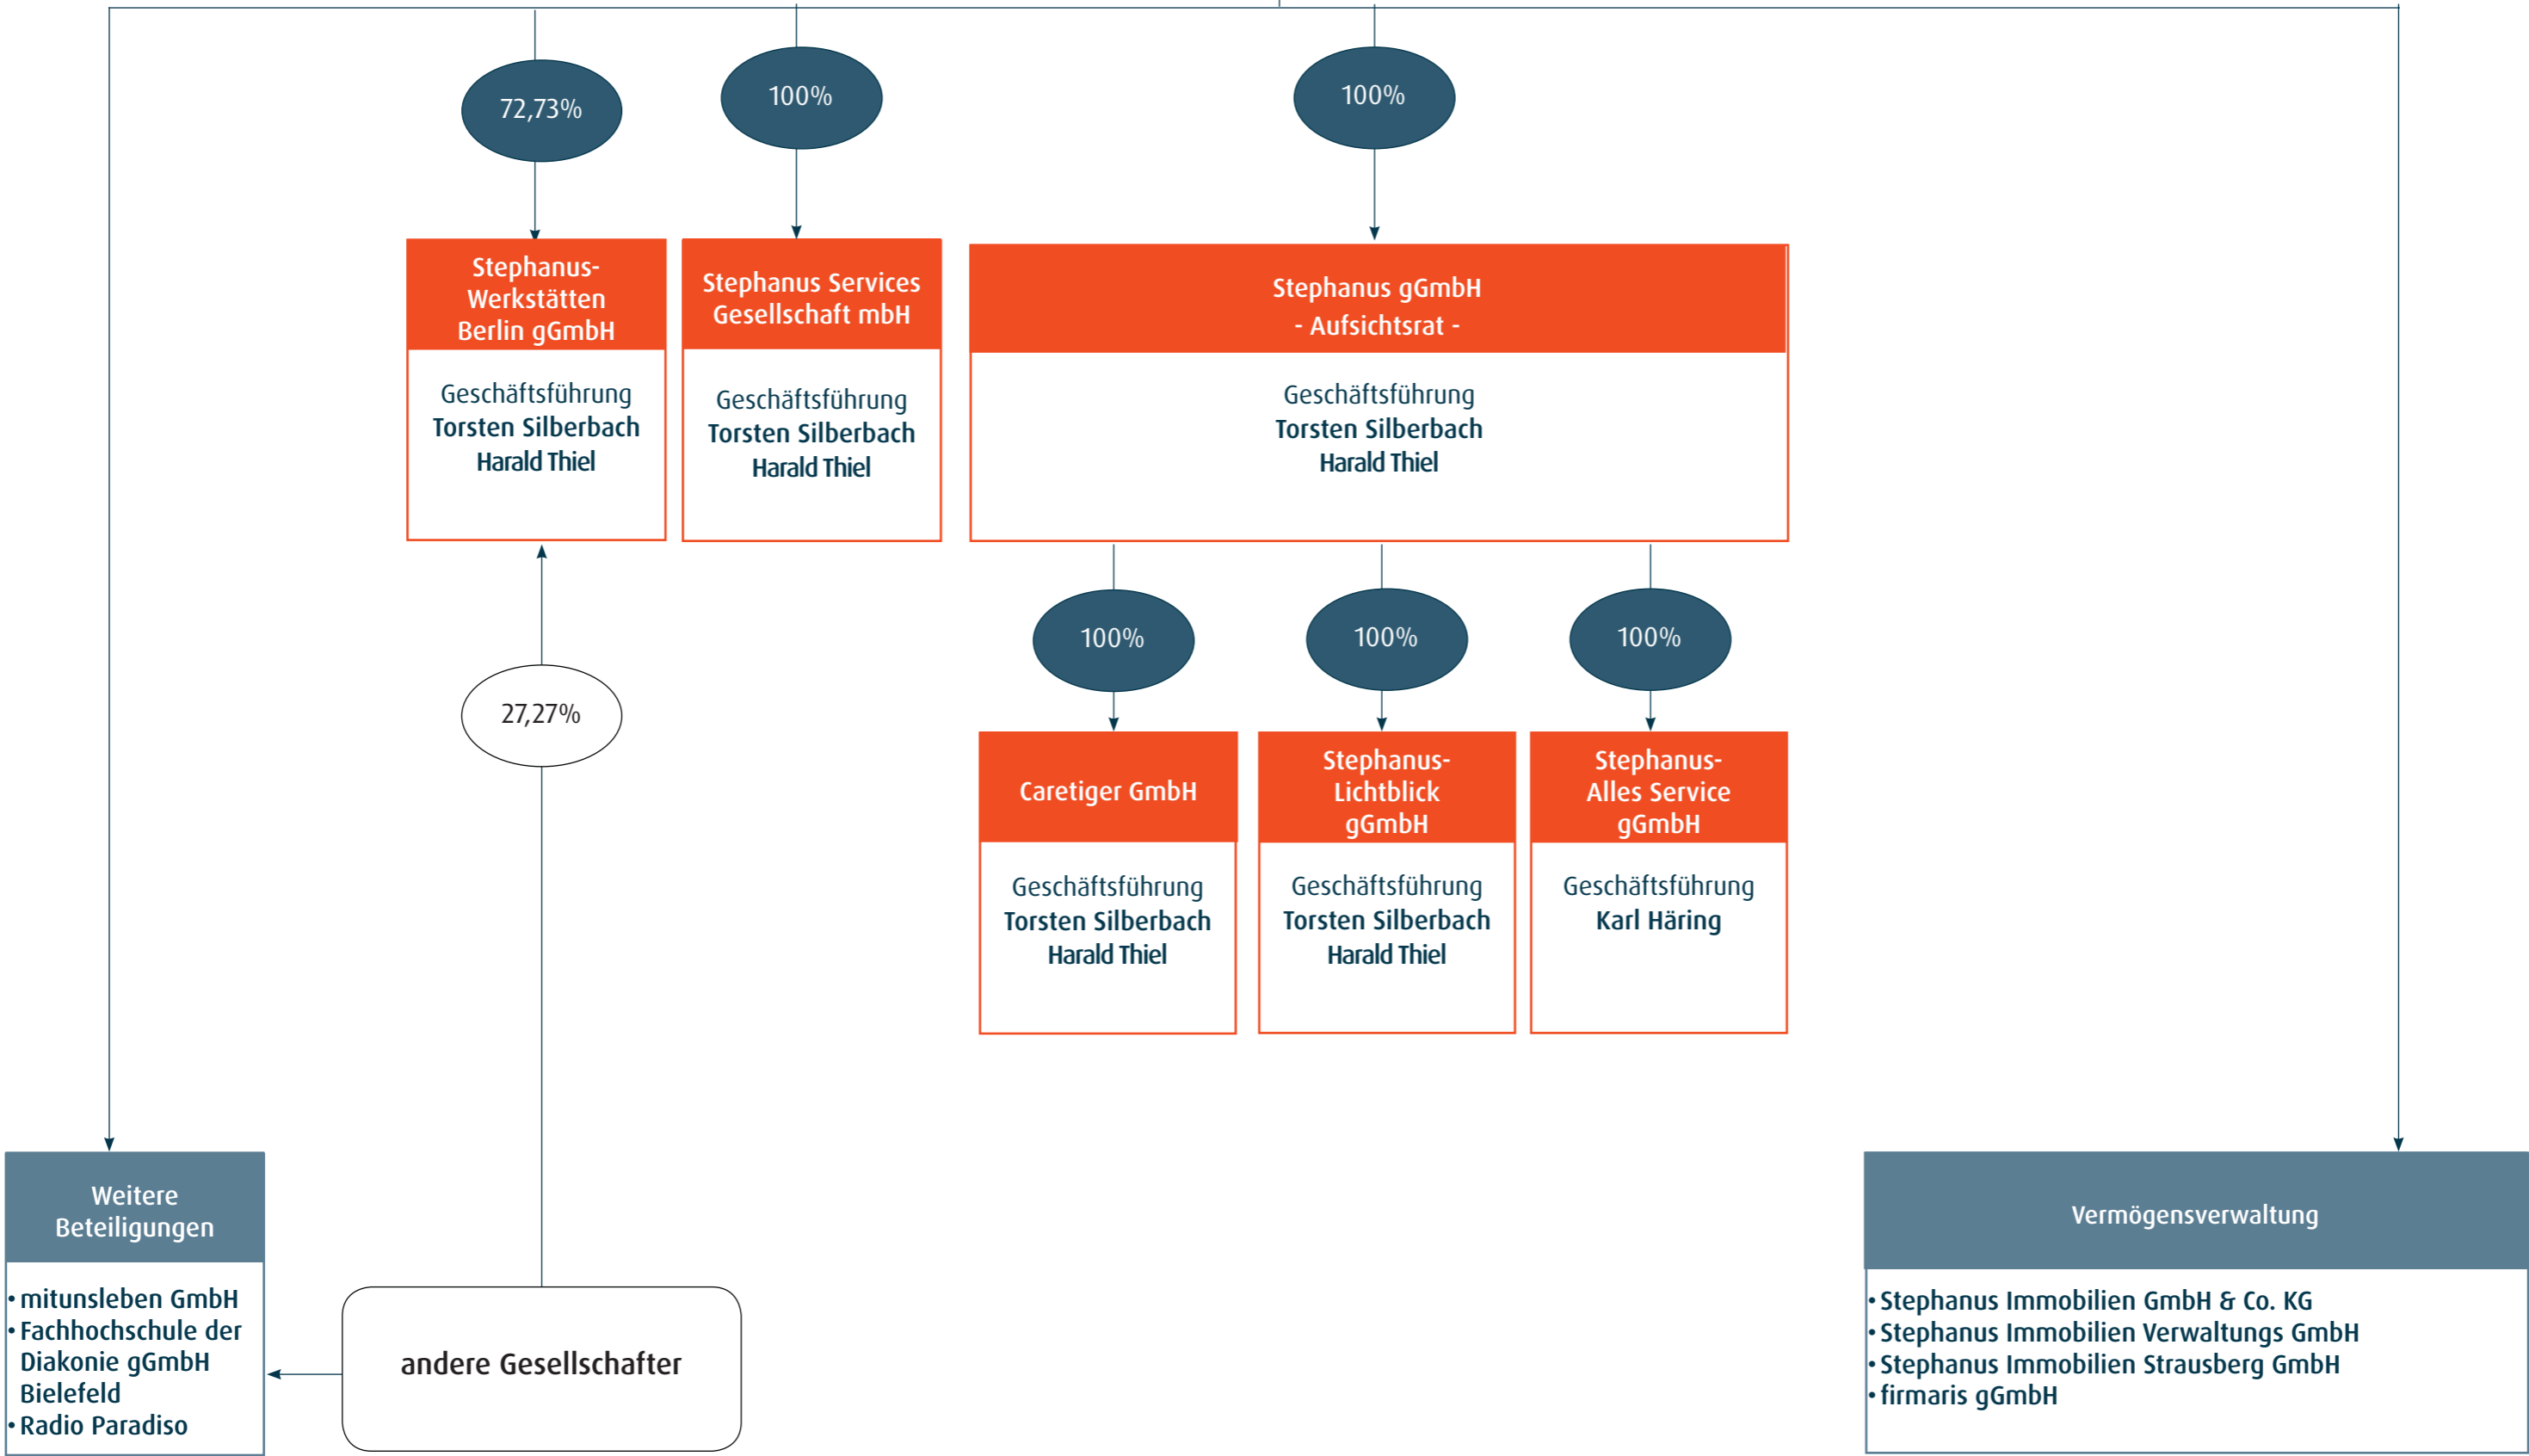 72,73%
100%
100%
Stephanus-
Werkstätten
Berlin gGmbH
Geschäftsführung
Torsten Silberbach
Harald Thiel
Stephanus Services
Gesellschaft mbH
Geschäftsführung
Torsten Silberbach
Harald Thiel
Stephanus gGmbH
- Aufsichtsrat -
Geschäftsführung
Torsten Silberbach
Harald Thiel
100%
100%
100%
27,27%
Caretiger GmbH
Geschäftsführung
Torsten Silberbach
Harald Thiel
Stephanus-
Lichtblick
gGmbH
Geschäftsführung
Torsten Silberbach
Harald Thiel
Stephanus-
Alles Service
gGmbH
Geschäftsführung
Karl Häring
Weitere
Beteiligungen
• mitunsleben GmbH
• Fachhochschule der
Diakonie gGmbH
Bielefeld
• Radio Paradiso
andere Gesellschafter
Vermögensverwaltung
• Stephanus Immobilien GmbH & Co. KG
• Stephanus Immobilien Verwaltungs GmbH
• Stephanus Immobilien Strausberg GmbH
• firmaris gGmbH